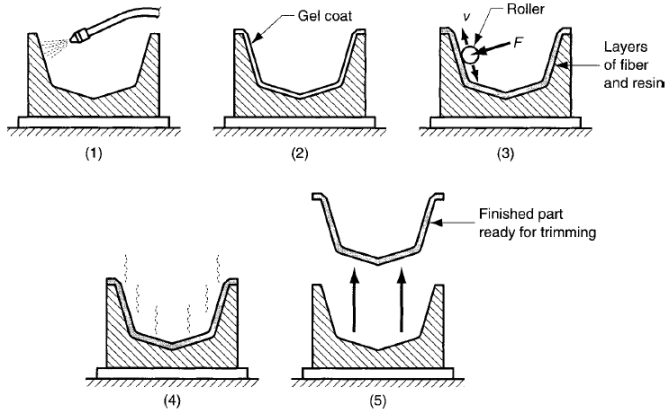 Gel coat
v
Roller
F
Layers
of fiber
and resin
(1)
(2)
(3)
Finished part
ready for trimming
(4)
(5)